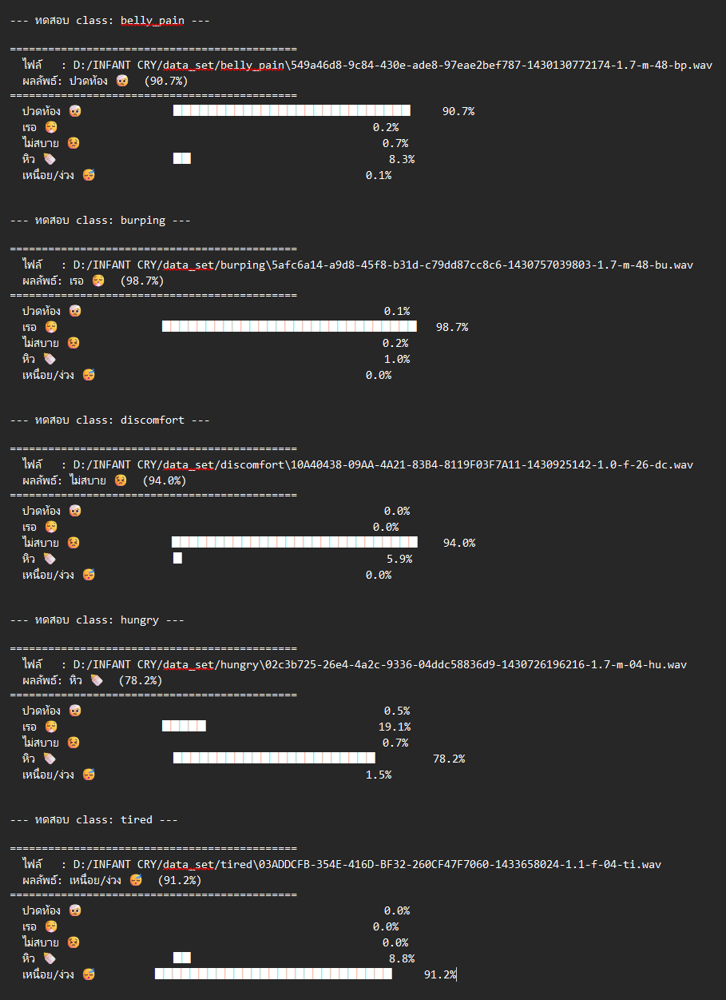 --- ทดสอบ class: belly_pain ---
=============================================
ไฟล์ : D:/INFANT CRY/data_set/belly_pain\549a46d8-9c84-430e-ade8-97eae2bef787-1430130772174-1.7-m-48-bp.wav
ผลลัพธ์: ปวดท้อง 🤕 (90.7%)
=============================================
ปวดท้อง 🤕 ███████████████████████████ 90.7%
เรอ 😤 0.2%
ไม่สบาย 😣 0.7%
หิว 🍼 ██ 8.3%
เหนื่อย/ง่วง 😴 0.1%
--- ทดสอบ class: burping ---
=============================================
ไฟล์ : D:/INFANT CRY/data_set/burping\5afc6a14-a9d8-45f8-b31d-c79dd87cc8c6-1430757039803-1.7-m-48-bu.wav
ผลลัพธ์: เรอ 😤 (98.7%)
=============================================
ปวดท้อง 🤕 0.1%
เรอ 😤 █████████████████████████████ 98.7%
ไม่สบาย 😣 0.2%
หิว 🍼 1.0%
เหนื่อย/ง่วง 😴 0.0%
--- ทดสอบ class: discomfort ---
=============================================
ไฟล์ : D:/INFANT CRY/data_set/discomfort\10A40438-09AA-4A21-83B4-8119F03F7A11-1430925142-1.0-f-26-dc.wav
ผลลัพธ์: ไม่สบาย 😣 (94.0%)
=============================================
ปวดท้อง 🤕 0.0%
เรอ 😤 0.0%
ไม่สบาย 😣 ████████████████████████████ 94.0%
หิว 🍼 █ 5.9%
เหนื่อย/ง่วง 😴 0.0%
--- ทดสอบ class: hungry ---
=============================================
ไฟล์ : D:/INFANT CRY/data_set/hungry\02c3b725-26e4-4a2c-9336-04ddc58836d9-1430726196216-1.7-m-04-hu.wav
ผลลัพธ์: หิว 🍼 (78.2%)
=============================================
ปวดท้อง 🤕 0.5%
เรอ 😤 █████ 19.1%
ไม่สบาย 😣 0.7%
หิว 🍼 ███████████████████████ 78.2%
เหนื่อย/ง่วง 😴 1.5%
--- ทดสอบ class: tired ---
=============================================
ไฟล์ : D:/INFANT CRY/data_set/tired\03ADDCFB-354E-416D-BF32-260CF47F7060-1433658024-1.1-f-04-ti.wav
ผลลัพธ์: เหนื่อย/ง่วง 😴 (91.2%)
=============================================
ปวดท้อง 🤕 0.0%
เรอ 😤 0.0%
ไม่สบาย 😣 0.0%
หิว 🍼 ██ 8.8%
เหนื่อย/ง่วง 😴 ███████████████████████████ 91.2%